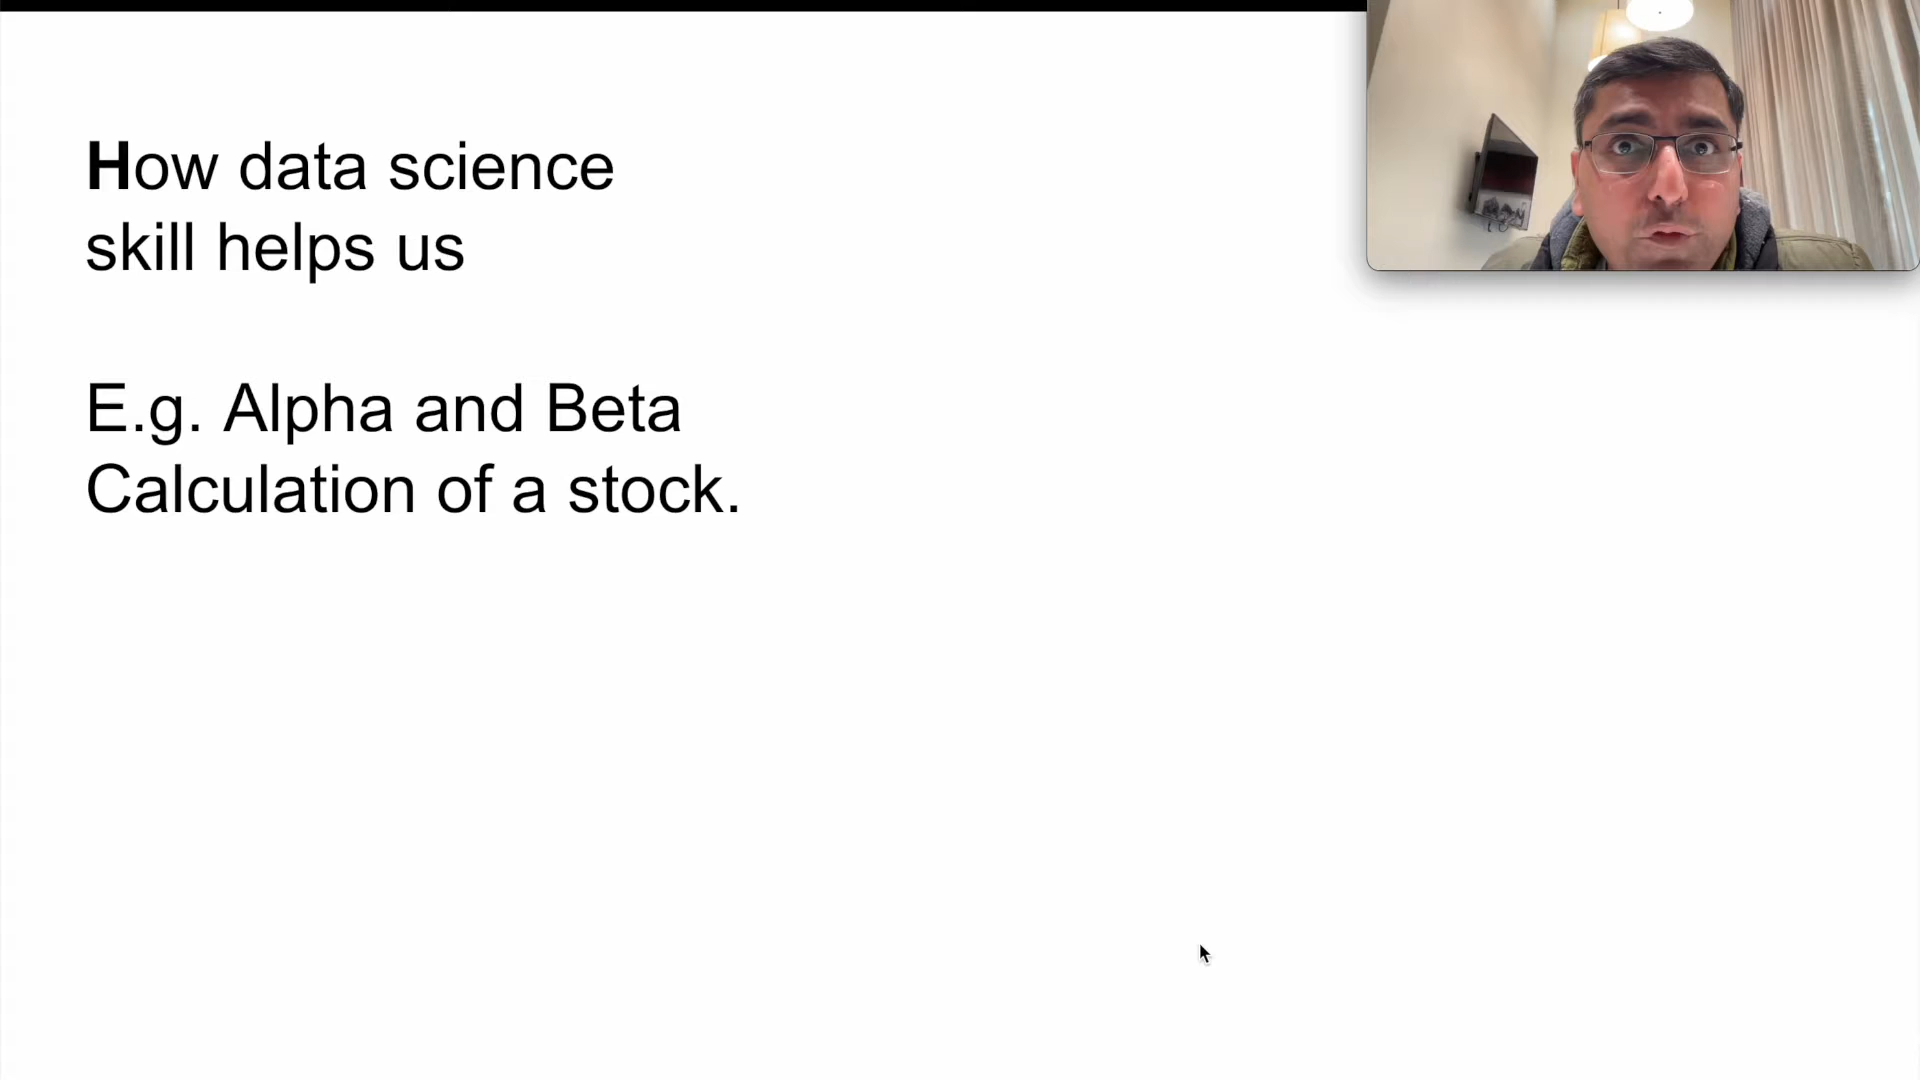 How data science
skill helps us
E.g. Alpha and Beta
Calculation of a stock.